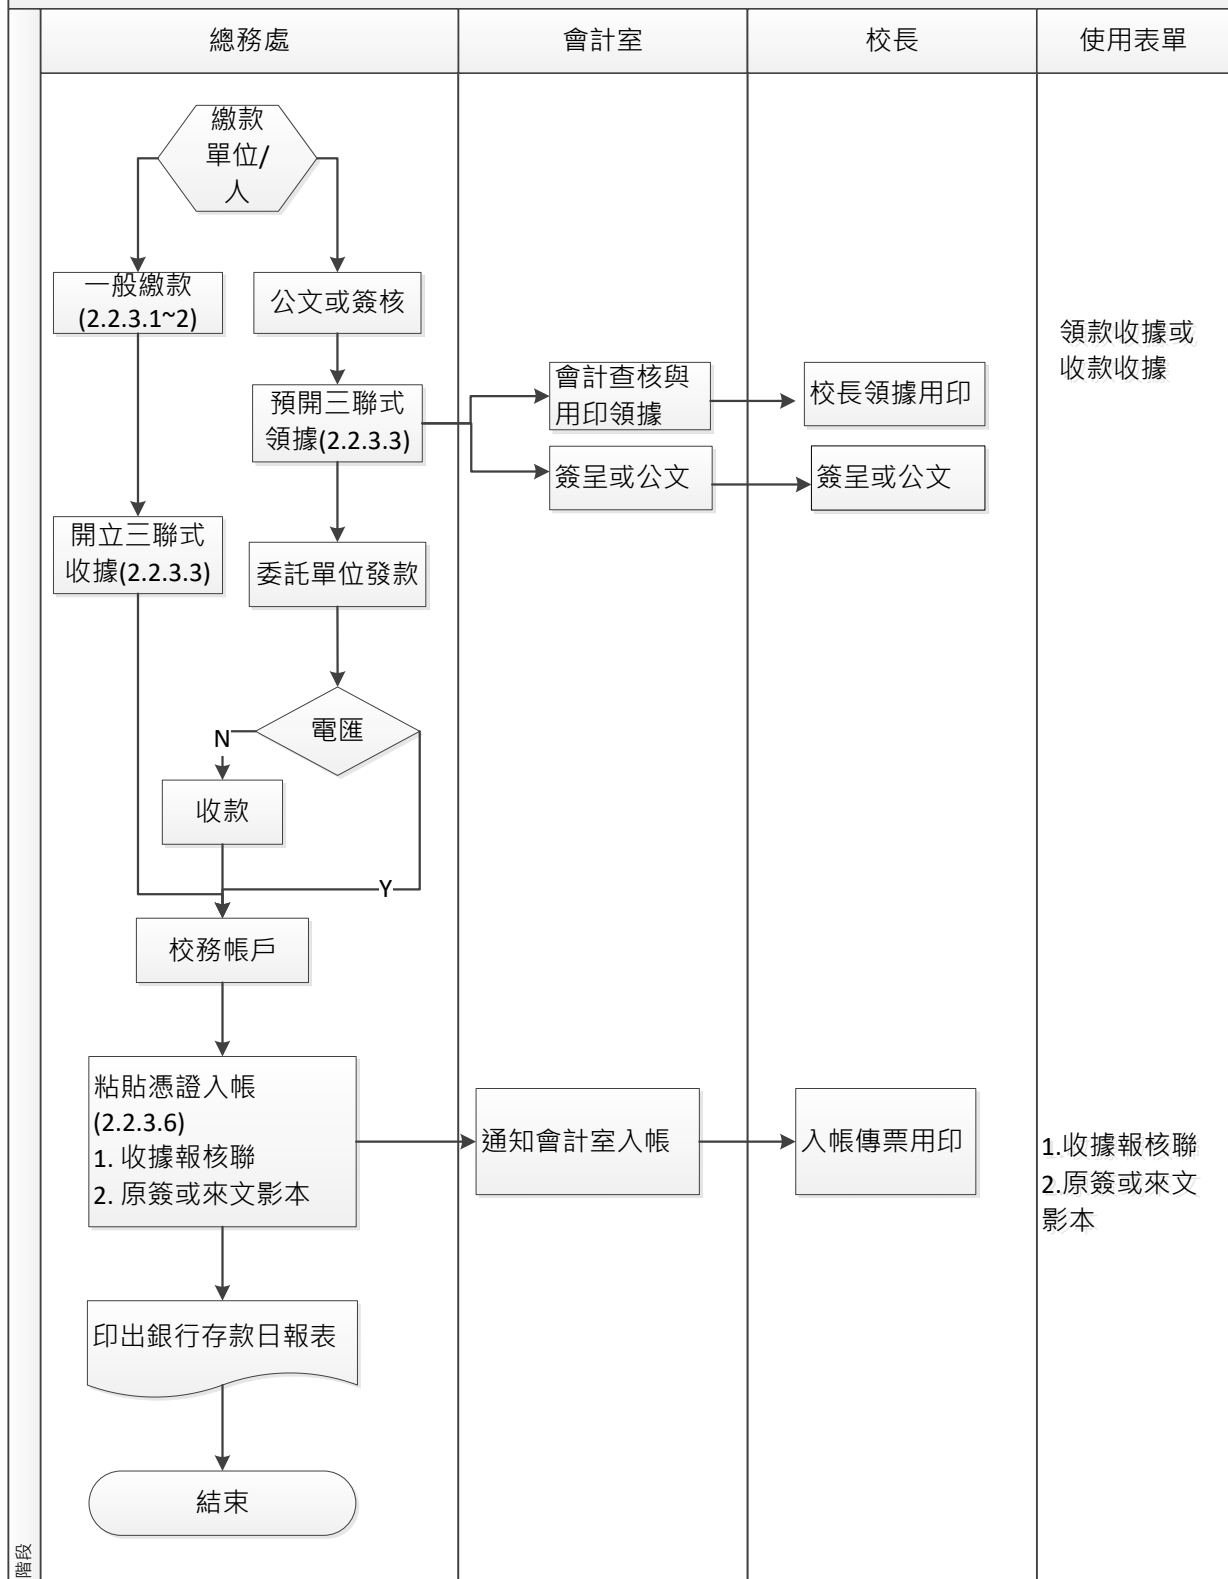 總務處
會計室
校長
使用表單
繳款
單位/
人
一般繳款
(2.2.3.1~2)
公文或簽核
領款收據或
收款收據
預開三聯式
領據(2.2.3.3)
會計查核與
用印領據
校長領據用印
簽呈或公文
簽呈或公文
開立三聯式
收據(2.2.3.3)
委託單位發款
電匯
N
收款
Y
校務帳戶
粘貼憑證入帳
(2.2.3.6)
1. 收據報核聯
2. 原簽或來文影本
通知會計室入帳
入帳傳票用印
1.收據報核聯
2.原簽或來文
影本
印出銀行存款日報表
結束
階段